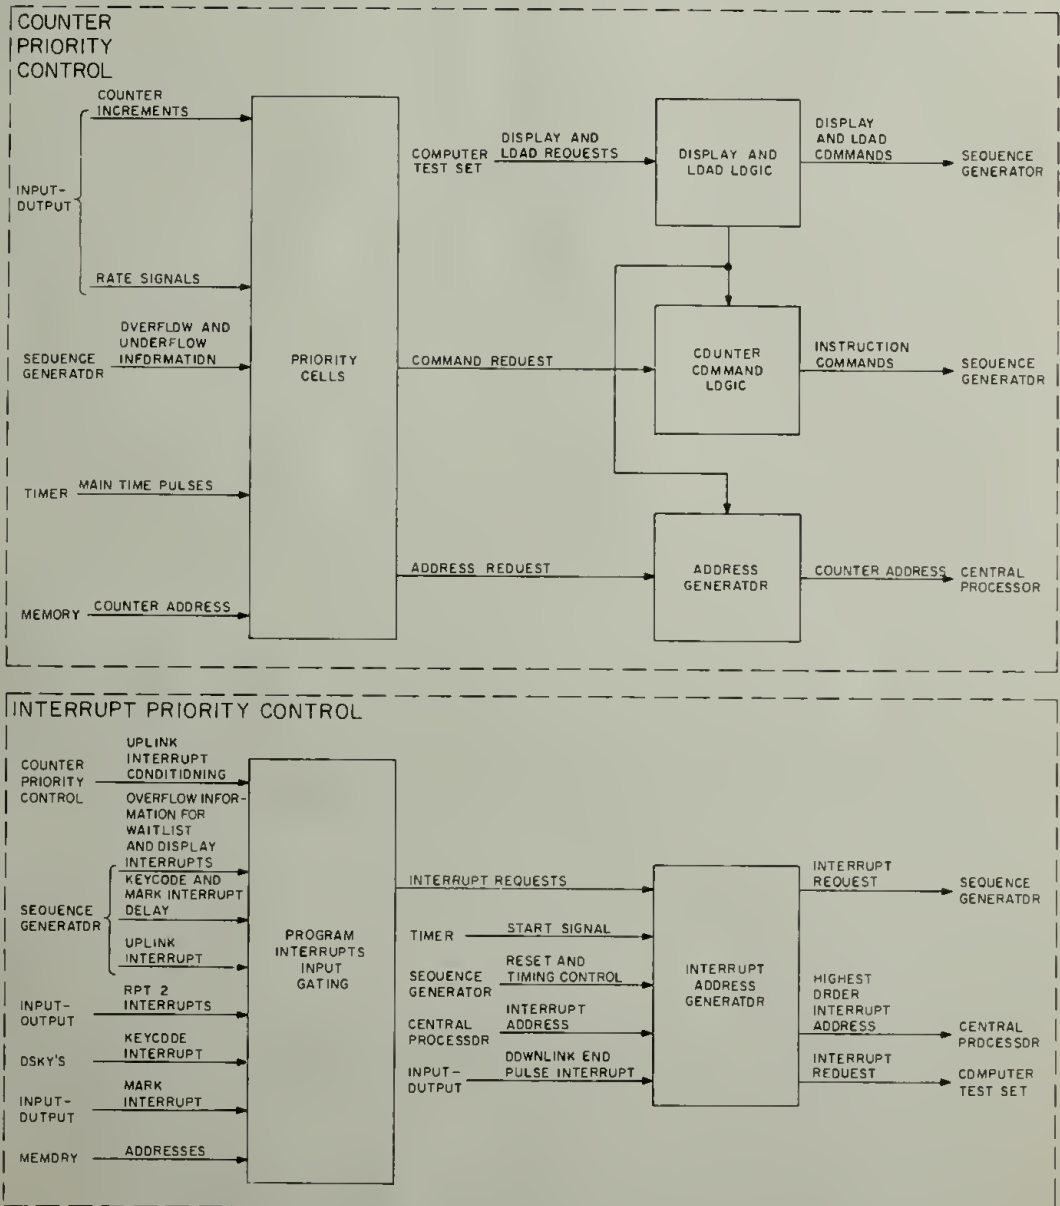 COUNTER
PRIORITY
CONTROL
COUNTER
INCREMENTS
INPUT-
OUTPUT
RATE SIGNALS
SEQUENCE
GENERATOR
OVERFLOW AND
UNDERFLOW
INFORMATION
TIMER
MAIN TIME PULSES
MEMORY
COUNTER ADDRESS
PRIORITY
CELLS
COMPUTER
TEST SET
DISPLAY AND
LOAD REQUESTS
DISPLAY AND
LOAD LOGIC
DISPLAY
AND LOAD
COMMANDS
SEQUENCE
GENERATOR
COMMAND REQUEST
COUNTER
COMMAND
LOGIC
INSTRUCTION
COMMANDS
SEQUENCE
GENERATOR
ADDRESS REQUEST
ADDRESS
GENERATOR
COUNTER ADDRESS
CENTRAL
PROCESSOR
INTERRUPT PRIORITY CONTROL
COUNTER
PRIORITY
CONTROL
UPLINK
INTERRUPT
CONDITIONING
SEQUENCE
GENERATOR
OVERFLOW INFOR-
MATION FOR
WAITLIST
AND DISPLAY
INTERRUPTS
KEYCODE AND
MARK INTERRUPT
DELAY
UPLINK
INTERRUPT
INPUT-
OUTPUT
RPT 2
INTERRUPTS
DSKY'S
KEYCODE
INTERRUPT
INPUT-
OUTPUT
MARK
INTERRUPT
MEMORY
ADDRESSES
PROGRAM
INTERRUPTS
INPUT
GATING
INTERRUPT REQUESTS
TIMER
START SIGNAL
SEQUENCE
GENERATOR
RESET AND
TIMING CONTROL
CENTRAL
PROCESSOR
INTERRUPT
ADDRESS
INPUT-
OUTPUT
DOWNLINK END
PULSE INTERRUPT
INTERRUPT
ADDRESS
GENERATOR
INTERRUPT
REQUEST
SEQUENCE
GENERATOR
HIGHEST
ORDER
INTERRUPT
ADDRESS
CENTRAL
PROCESSOR
INTERRUPT
REQUEST
COMPUTER
TEST SET